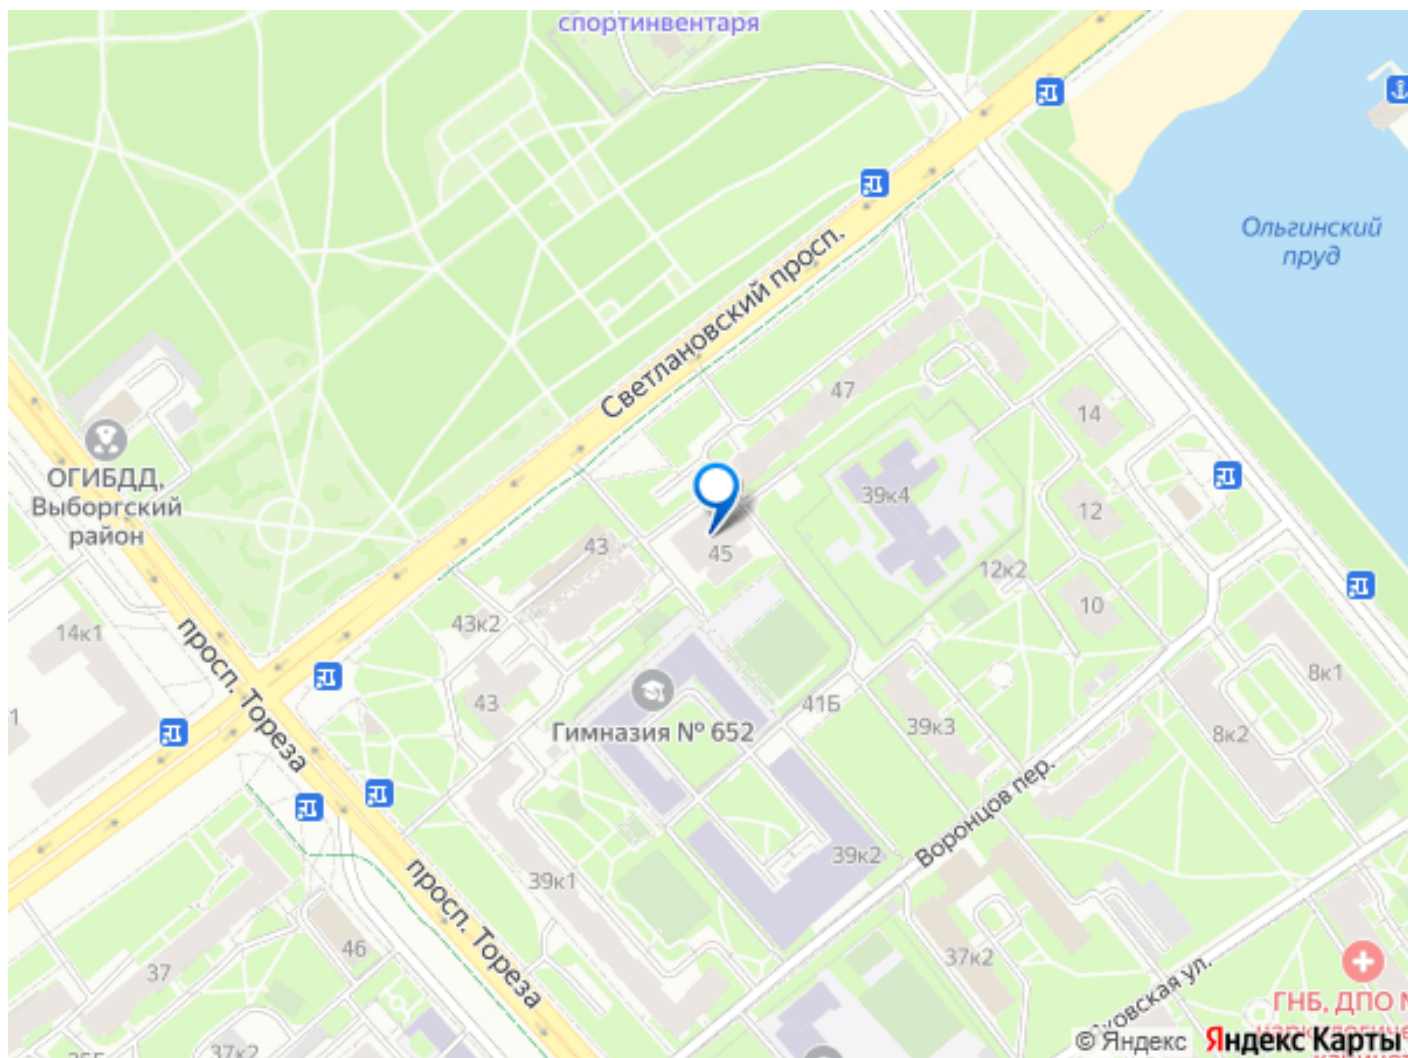 спортинвентаря
Ольгинский
пруд
Светлановский просп.
47
14
ОГИБДД,
Выборгский
район
39к4
12
43
45
12к2
10
14к1
43к2
просп. Тореза
8к1
43
41Б
1
Гимназия № 652
39к3
8к2
Воронцов пер.
39к2
39к1
просп. Тореза
46
37к2
37
ГНБ, ДПО
37к2
© Яндекс
Яндекс Карты